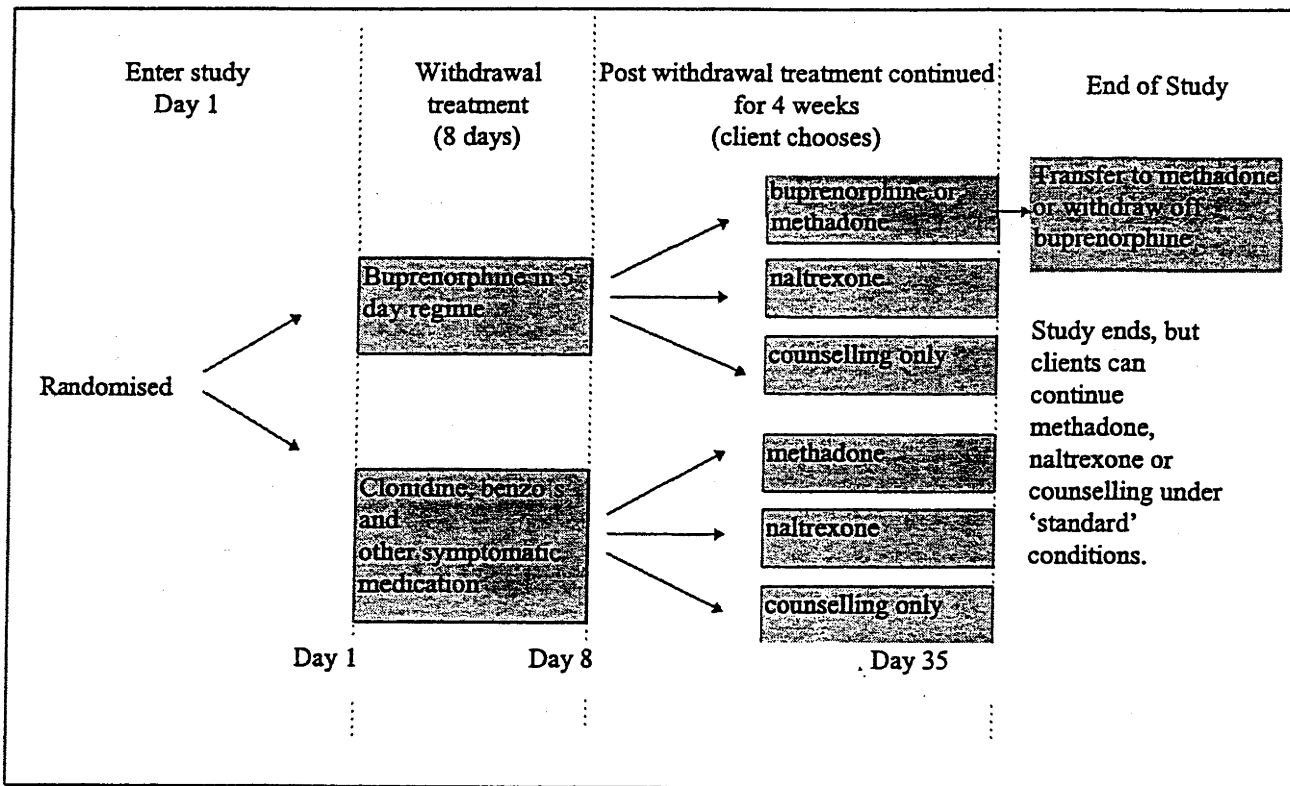 Enter study
Day 1
Withdrawal
treatment
(8 days)
Post withdrawal treatment continued
for 4 weeks
(client chooses)
End of Study
Randomised
Buprenorphine in 5
day regime
Clonidine, benzo's
and
other symptomatic
medication
buprenorphine or
methadone
naltrexone
counselling only
methadone
naltrexone
counselling only
Transfer to methadone
or withdraw off
buprenorphine
Study ends, but
clients can
continue
methadone,
naltrexone or
counselling under
‘standard’
conditions.
Day 1
Day 8
Day 35